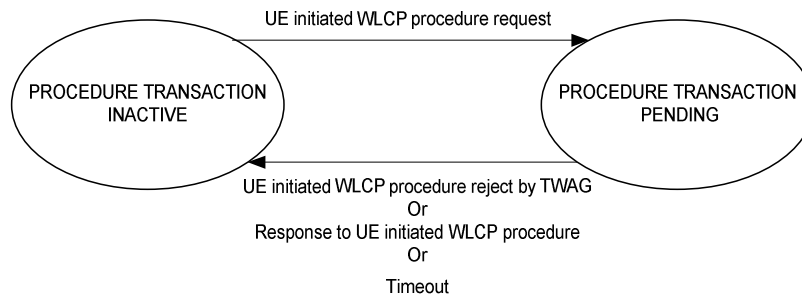 UE initiated WLCP procedure request
PROCEDURE TRANSACTION
INACTIVE
PROCEDURE TRANSACTION
PENDING
UE initiated WLCP procedure reject by TWAG
Or
Response to UE initiated WLCP procedure
Or
Timeout